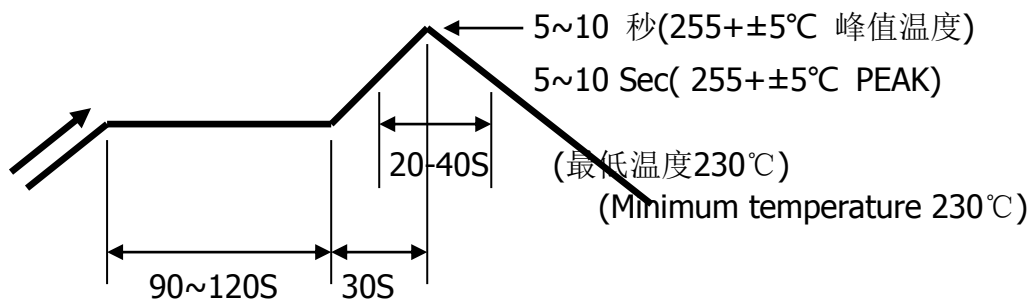 5~10 秒(255+±5℃ 峰值温度)
5~10 Sec( 255+±5℃ PEAK)
20-40S
(最低温度230℃)
(Minimum temperature 230℃)
90~120S
30S